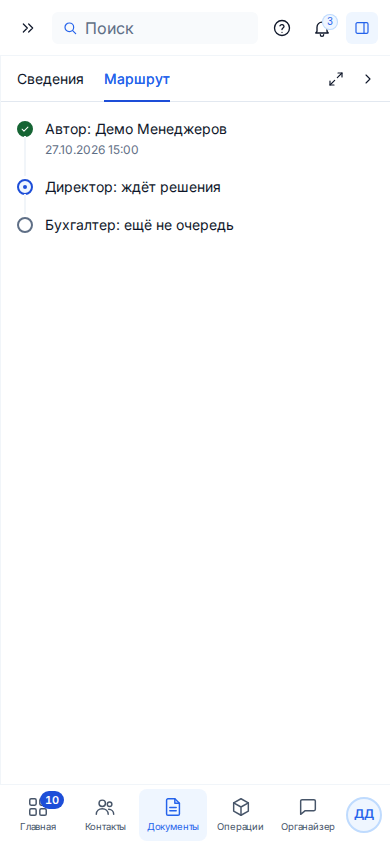 Поиск
3
Сведения
Маршрут
Автор: Демо Менеджеров
27.10.2026 15:00
Директор: ждёт решения
Бухгалтер: ещё не очередь
10
Главная
Контакты
Документы
Операции
Органайзер
ДД